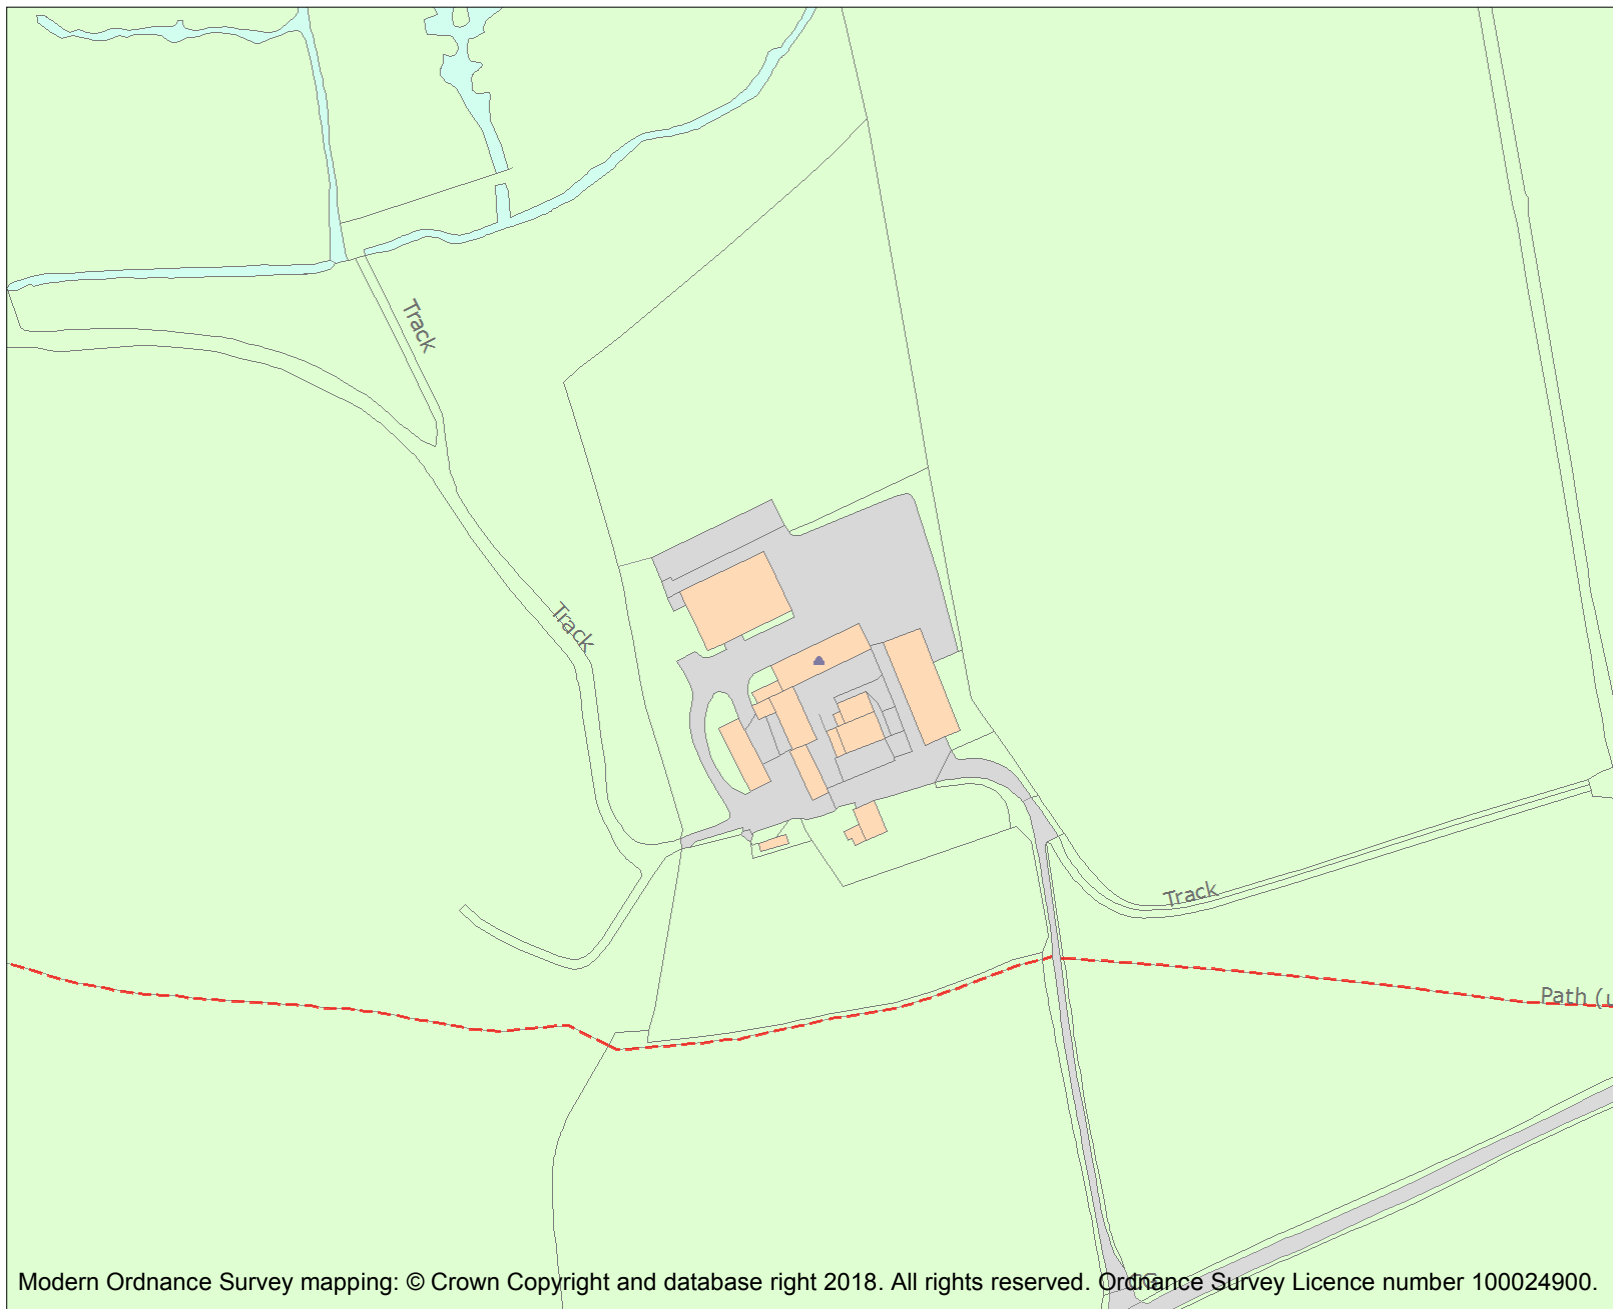 Track
Track
Track
Path (u
CG
Modern Ordnance Survey mapping: © Crown Copyright and database right 2018. All rights reserved. Ordnance Survey Licence number 100024900.